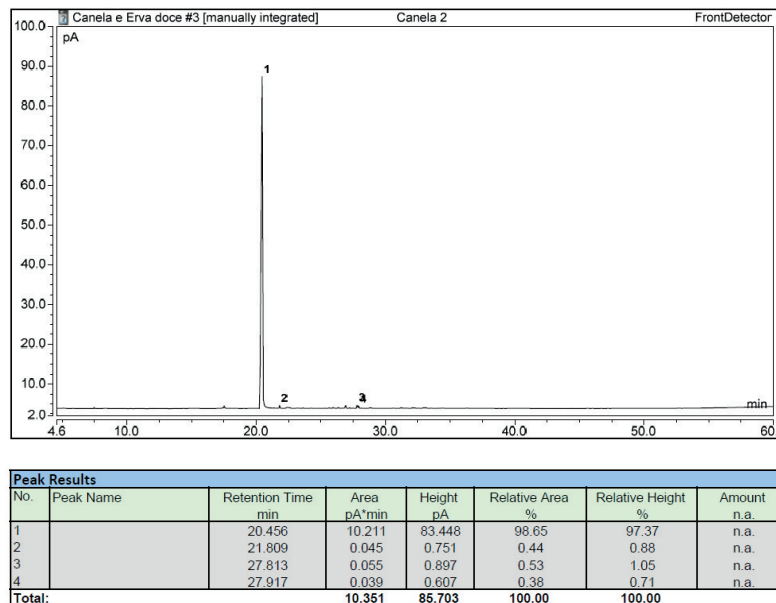 Canela e Erva doce #3 [manually integrated] Canela 2 FrontDetector
100.0
pA
90.0
80.0
70.0
60.0
50.0
40.0
30.0
20.0
10.0
2.0
1
2
3
4
min
4.6 10.0 20.0 30.0 40.0 50.0 60
Peak Results
No. Peak Name Retention Time Area Height Relative Area Relative Height Amount
min pA*min pA % % n.a.
1 20.456 10.211 83.448 98.65 97.37 n.a.
2 21.809 0.045 0.751 0.44 0.88 n.a.
3 27.813 0.055 0.897 0.53 1.05 n.a.
4 27.917 0.039 0.607 0.38 0.71 n.a.
Total: 10.351 85.703 100.00 100.00